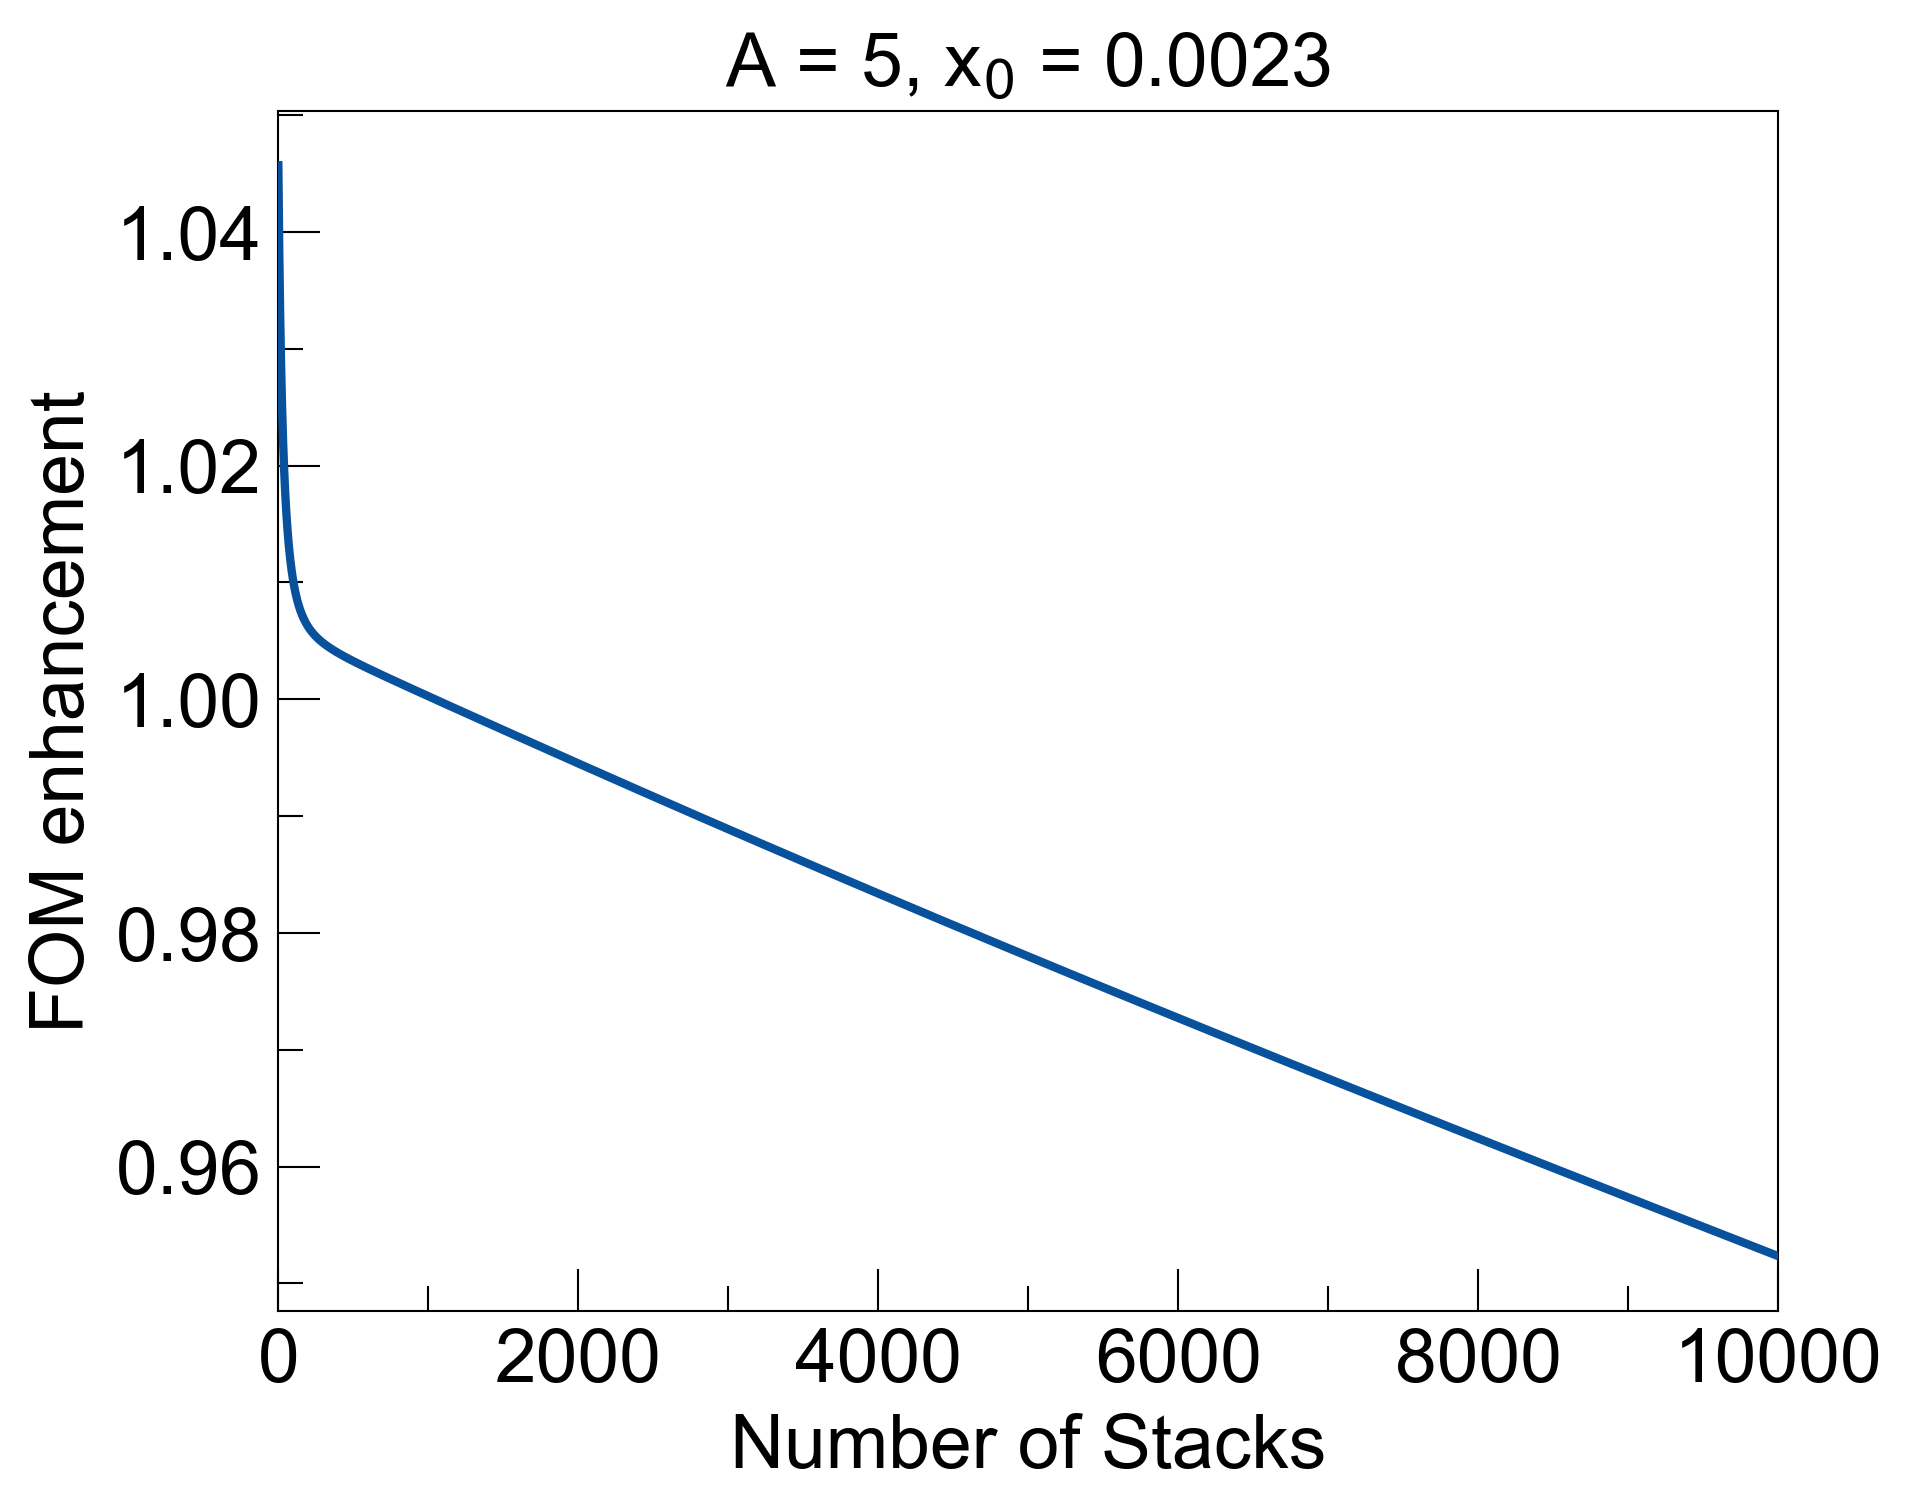 A = 5, x₀ = 0.0023
FOM enhancement
1.04
1.02
1.00
0.98
0.96
0 2000 4000 6000 8000 10000
Number of Stacks